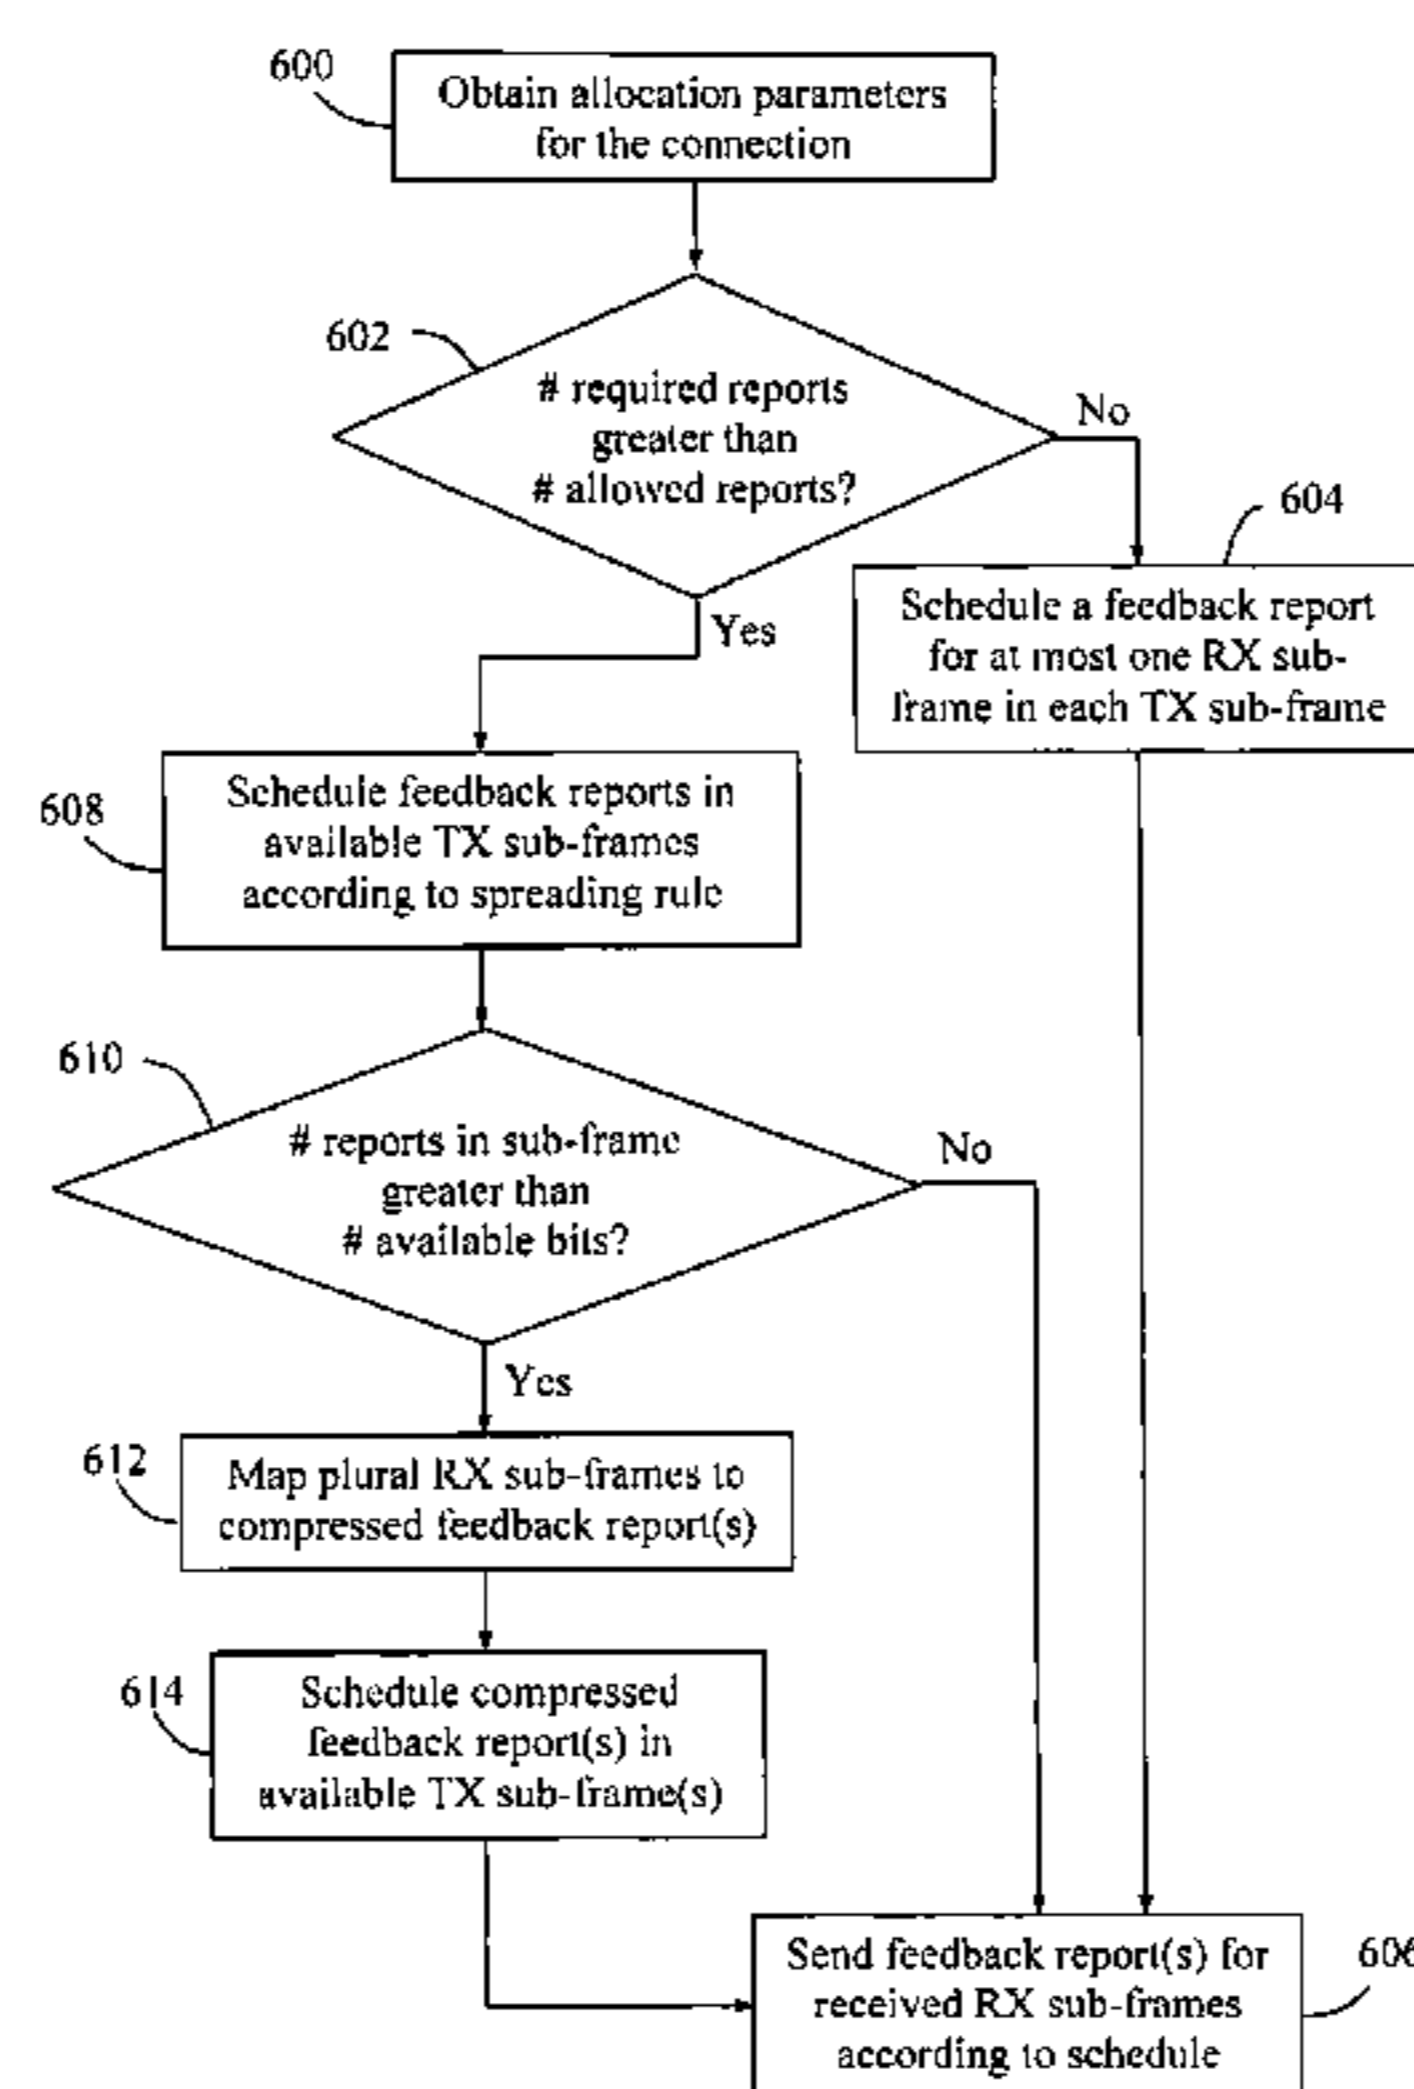 600
Obtain allocation parameters
for the connection
602
# required reports
greater than
# allowed reports?
No
604
Schedule a feedback report
for at most one RX sub-
frame in each TX sub-frame
Yes
608
Schedule feedback reports in
available TX sub-frames
according to spreading rule
610
# reports in sub-frame
greater than
# available bits?
No
Yes
612
Map plural RX sub-frames to
compressed feedback report(s)
614
Schedule compressed
feedback report(s) in
available TX sub-frame(s)
606
Send feedback report(s) for
received RX sub-frames
according to schedule